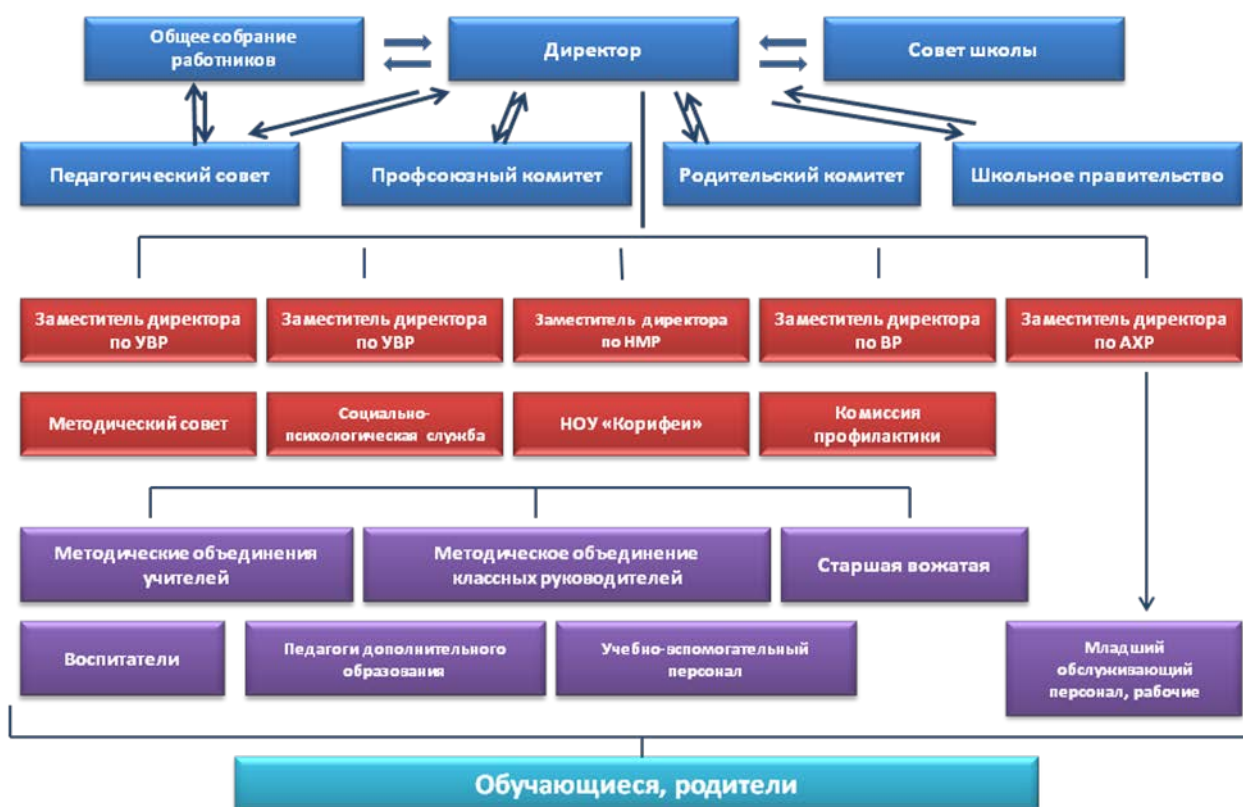 Общее собрание
работников
Директор
Совет школы
Педагогический совет
Профсоюзный комитет
Родительский комитет
Школьное правительство
Заместитель директора
по УВР
Заместитель директора
по УВР
Заместитель директора
по НМР
Заместитель директора
по ВР
Заместитель директора
по АХР
Методический совет
Социально-
психологическая служба
НОУ «Корифеи»
Комиссия
профилактики
Методические объединения
учителей
Методическое объединение
классных руководителей
Старшая вожатая
Воспитатели
Педагоги дополнительного
образования
Учебно-вспомогательный
персонал
Младший
обслуживающий
персонал, рабочие
Обучающиеся, родители